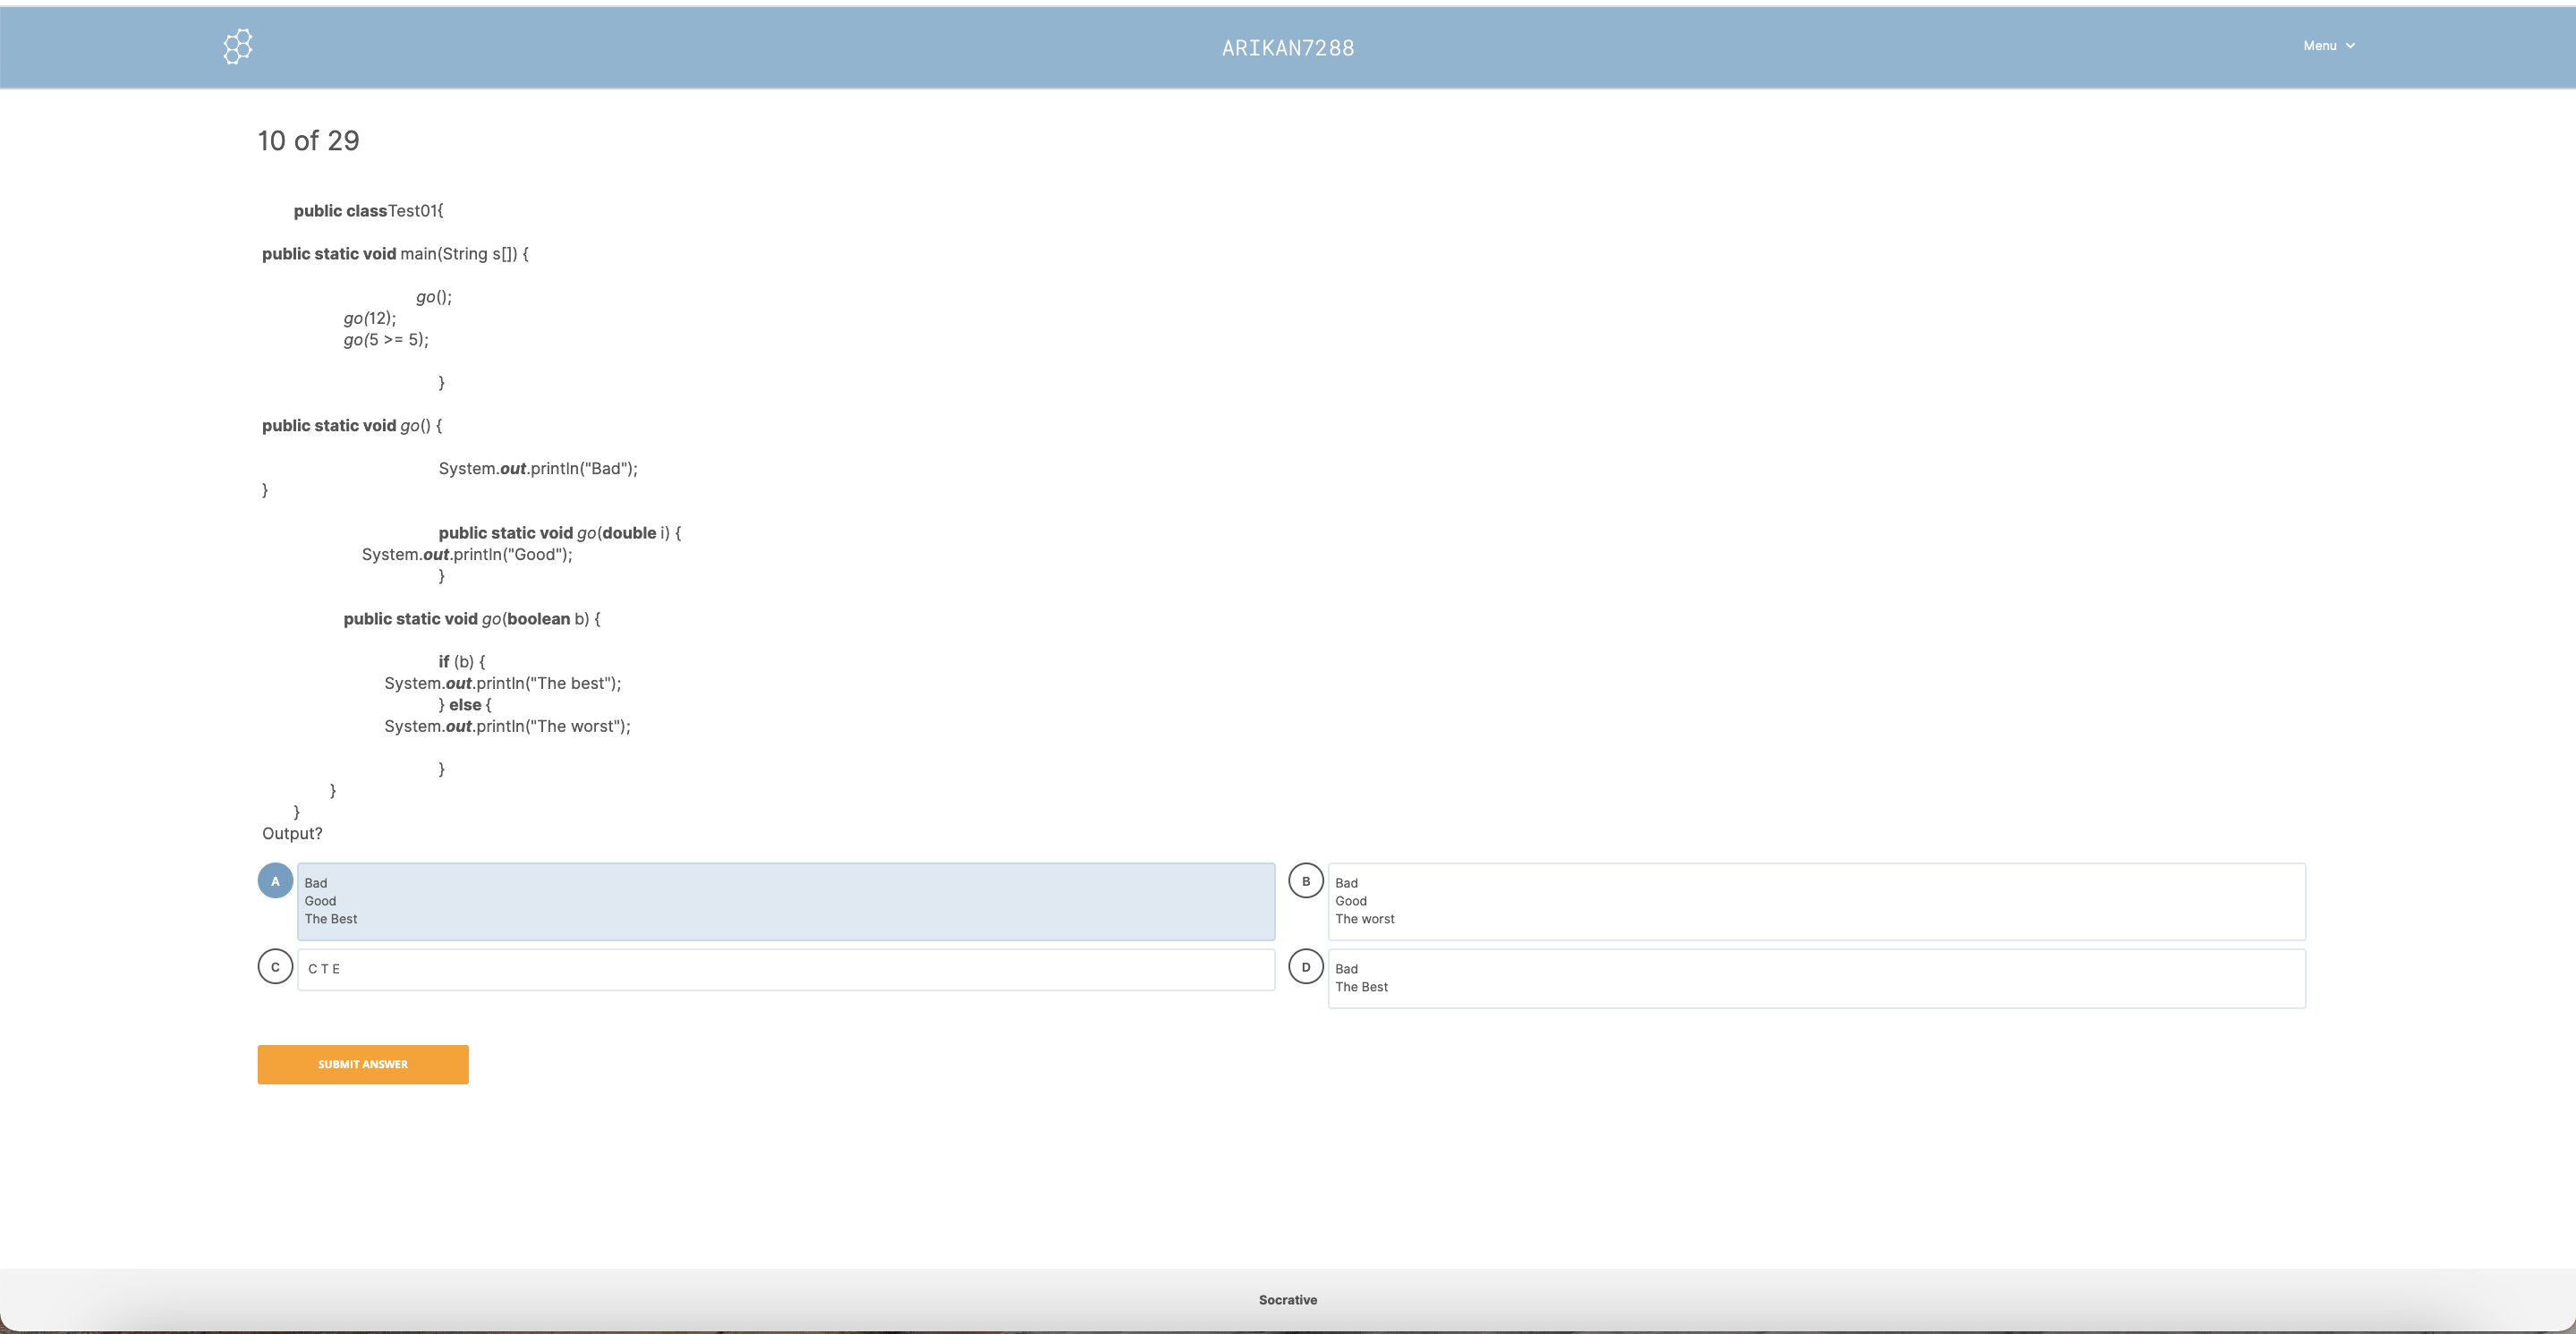 ARIKAN7288
Menu
10 of 29
public classTest01{
public static void main(String s[]) {
go();
go(12);
go(5 >= 5);
}
public static void go() {
System.out.println("Bad");
}
public static void go(double i) {
System.out.println("Good");
}
public static void go(boolean b) {
if (b) {
System.out.println("The best");
} else {
System.out.println("The worst");
}
}
}
Output?
A
Bad
Good
The Best
B
Bad
Good
The worst
C
C T E
D
Bad
The Best
SUBMIT ANSWER
Socrative